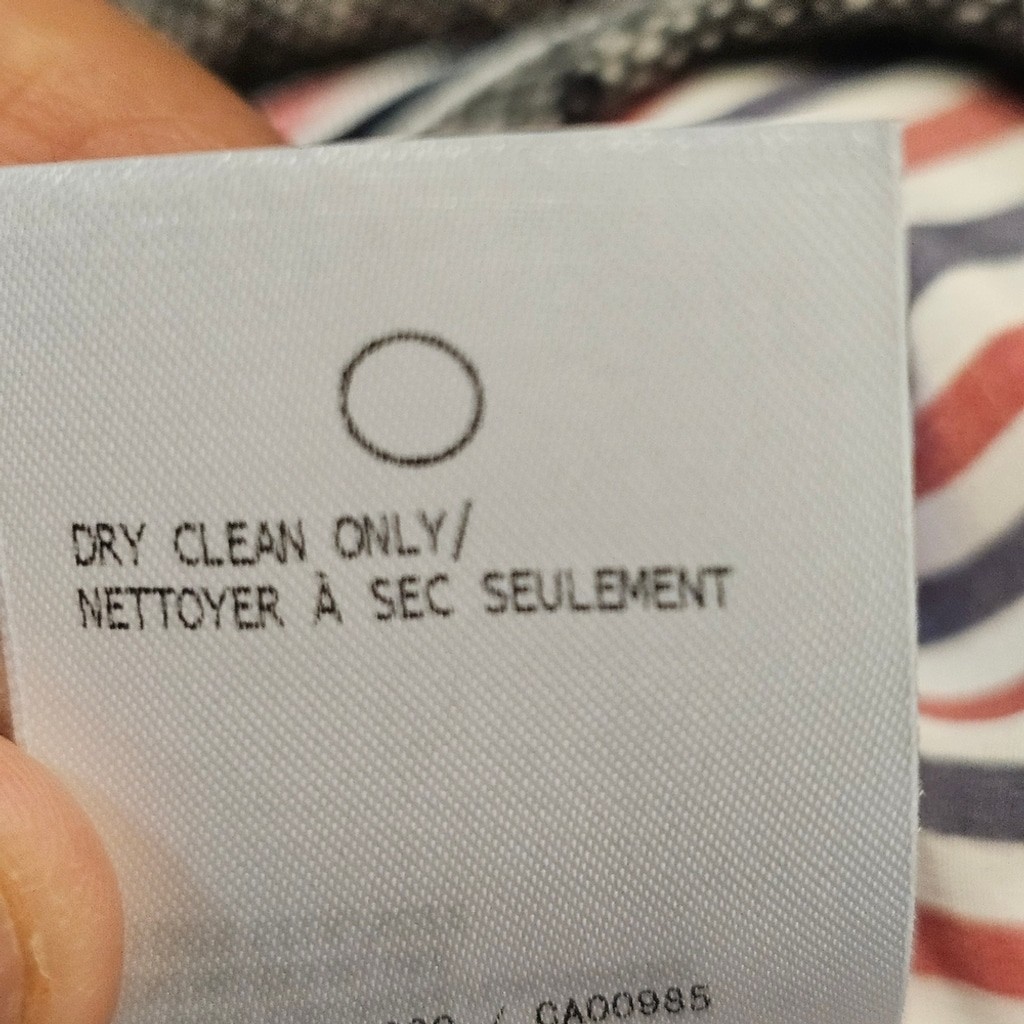 DRY CLEAN ONLY/
NETTOYER À SEC SEULEMENT
/ CA00985